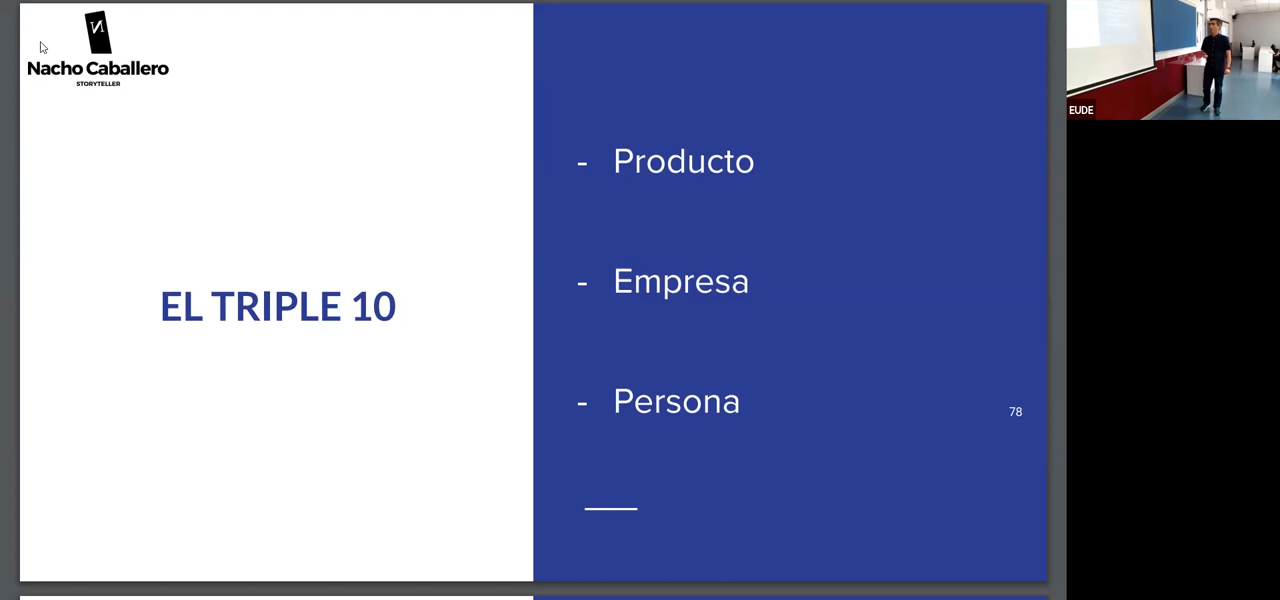 Nacho Caballero
STORYTELLER
EL TRIPLE 10
- Producto
- Empresa
- Persona
78
EUDE